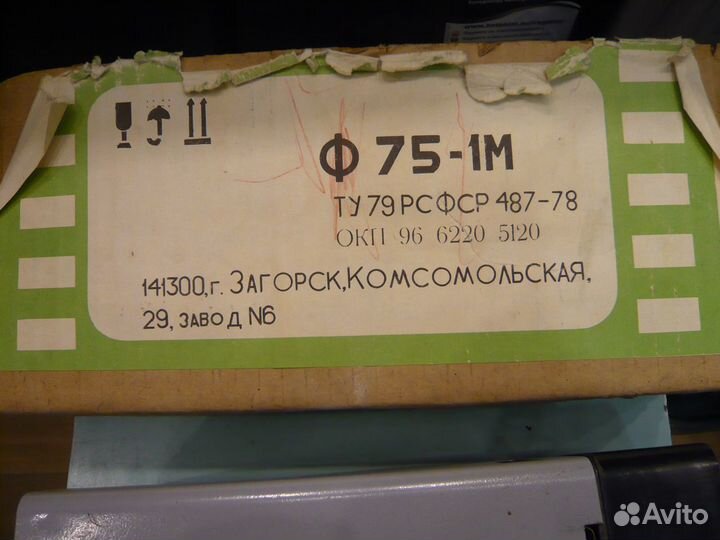 Ф 75-1М
ТУ 79 РСФСР 487-78
ОКП 96 6220 5120
141300, г. ЗАГОРСК, КОМСОМОЛЬСКАЯ,
29, ЗАВОД N6
Avito